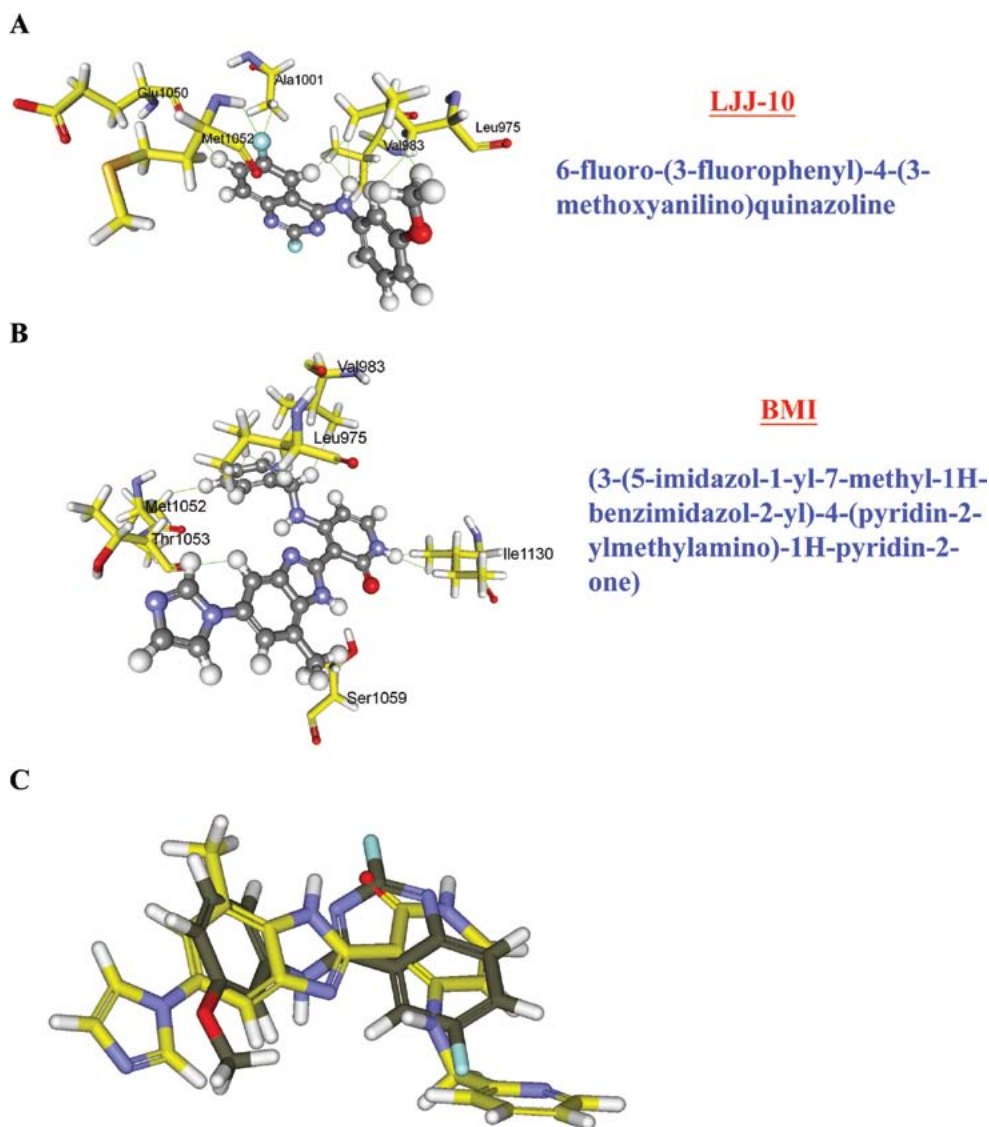 A
Glu1050
Ala1001
Met1052
Val983
Leu975
LJJ-10
6-fluoro-(3-fluorophenyl)-4-(3-
methoxyanilino)quinazoline
B
Val983
Leu975
Met1052
Thr1053
Ile1130
Ser1059
BMI
(3-(5-imidazol-1-yl-7-methyl-1H-
benzimidazol-2-yl)-4-(pyridin-2-
ylmethylamino)-1H-pyridin-2-
one)
C